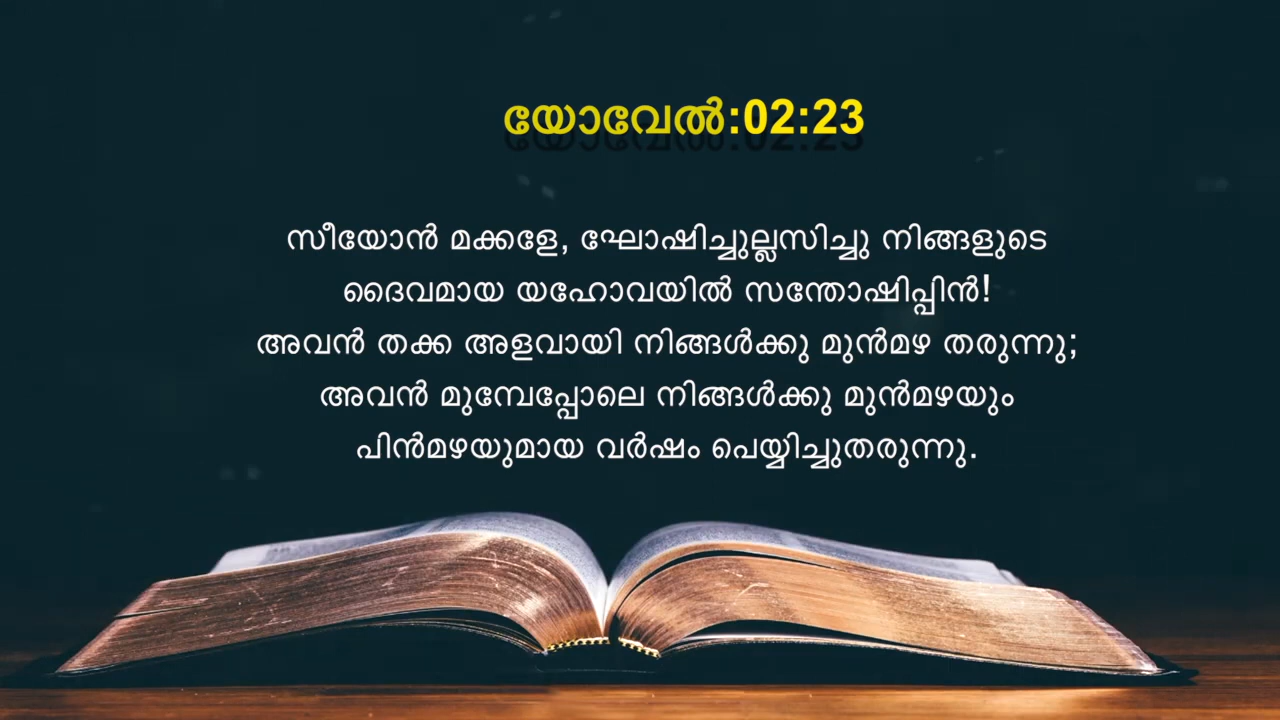 യോവേൽ:02:23
സീയോൻ മക്കളേ, ഘോഷിച്ചുല്ലസിച്ചു നിങ്ങളുടെ
ദൈവമായ യഹോവയിൽ സന്തോഷിപ്പിൻ!
അവൻ തക്ക അളവായി നിങ്ങൾക്കു മുൻമഴ തരുന്നു;
അവൻ മുമ്പേപ്പോലെ നിങ്ങൾക്കു മുൻമഴയും
പിൻമഴയുമായ വർഷം പെയ്യിച്ചുതരുന്നു.